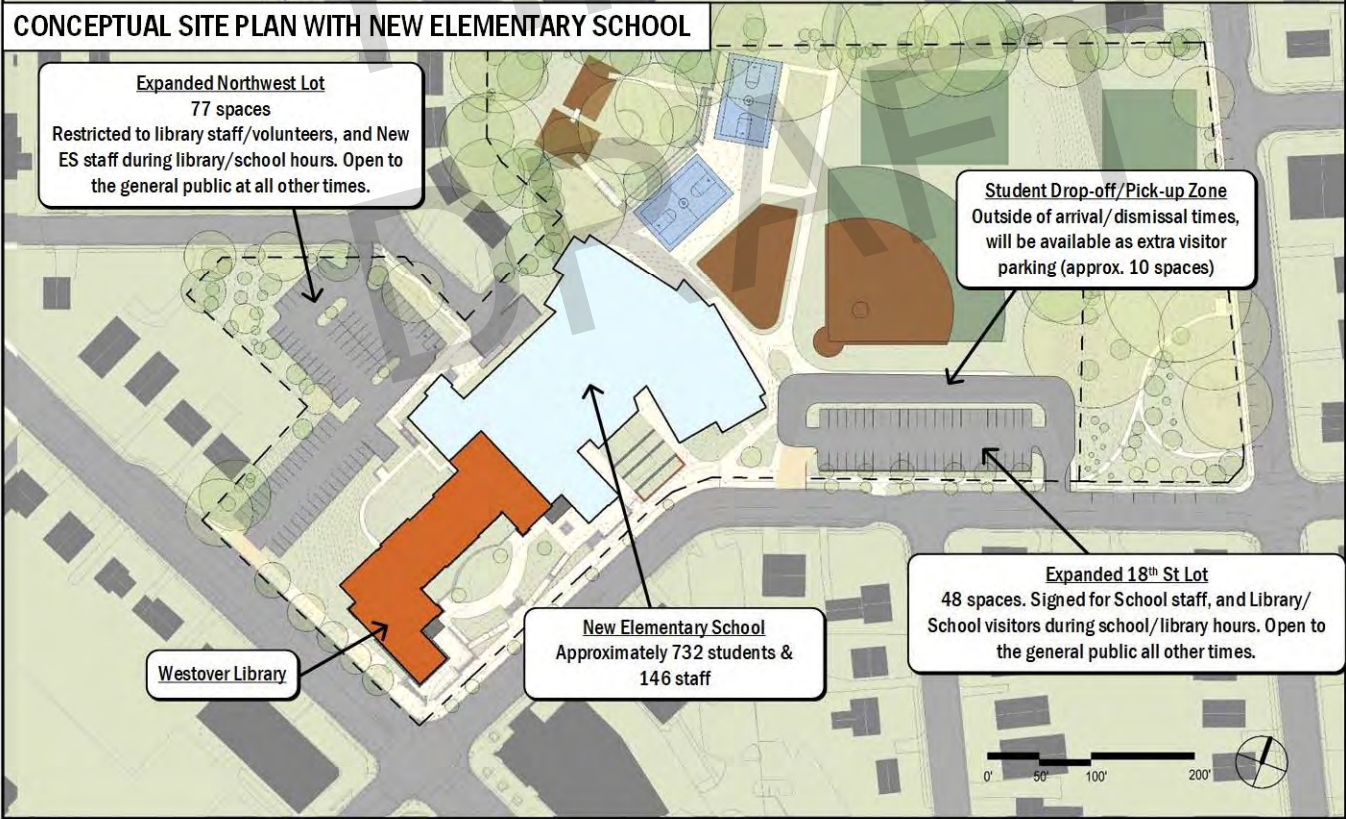 CONCEPTUAL SITE PLAN WITH NEW ELEMENTARY SCHOOL
Expanded Northwest Lot
77 spaces
Restricted to library staff/volunteers, and New
ES staff during library/school hours. Open to
the general public at all other times.
DRAFT
Student Drop-off/Pick-up Zone
Outside of arrival/dismissal times,
will be available as extra visitor
parking (approx. 10 spaces)
Expanded 18th St Lot
48 spaces. Signed for School staff, and Library/
School visitors during school/library hours. Open to
the general public all other times.
New Elementary School
Approximately 732 students &
146 staff
Westover Library
0' 50' 100' 200'